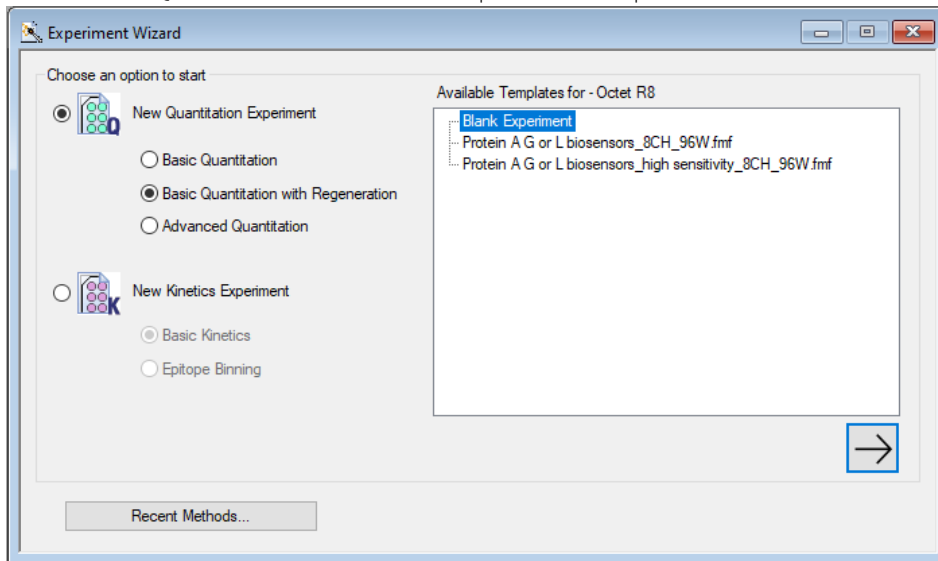 Experiment Wizard
Choose an option to start
New Quantitation Experiment
Basic Quantitation
Basic Quantitation with Regeneration
Advanced Quantitation
New Kinetics Experiment
Basic Kinetics
Epitope Binning
Available Templates for - Octet R8
Blank Experiment
Protein A G or L biosensors_8CH_96W.fmf
Protein A G or L biosensors_high sensitivity_8CH_96W.fmf
Q
K
Recent Methods...